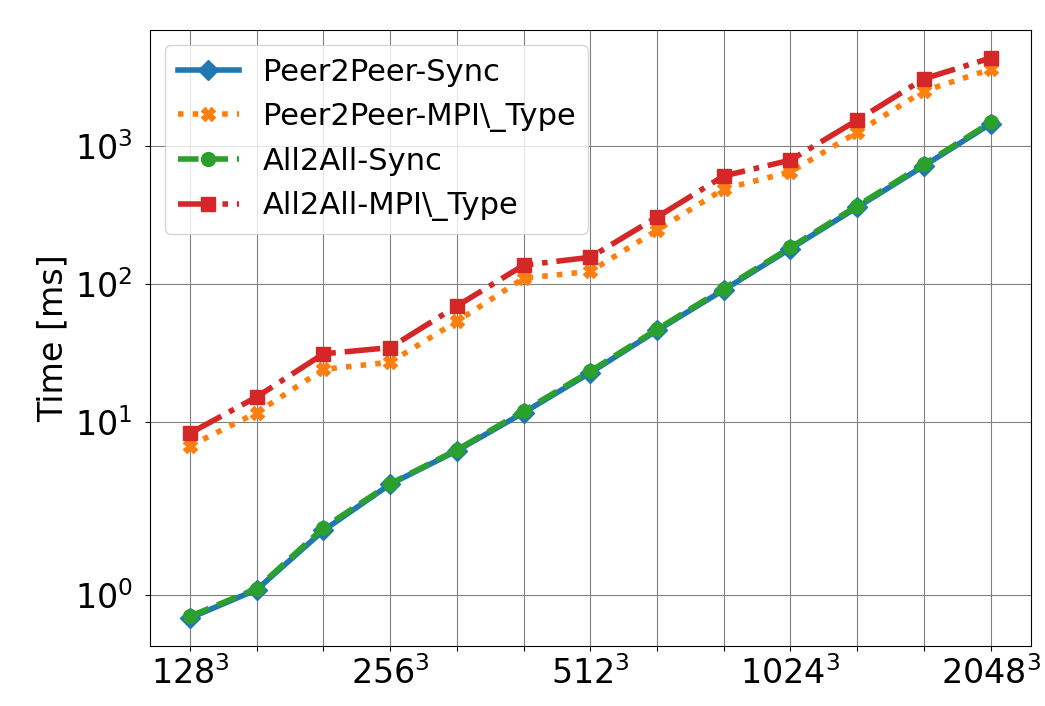 Peer2Peer-Sync
Peer2Peer-MPI\_Type
All2All-Sync
All2All-MPI\_Type
Time [ms]
10³
10²
10¹
10⁰
128³ 256³ 512³ 1024³ 2048³